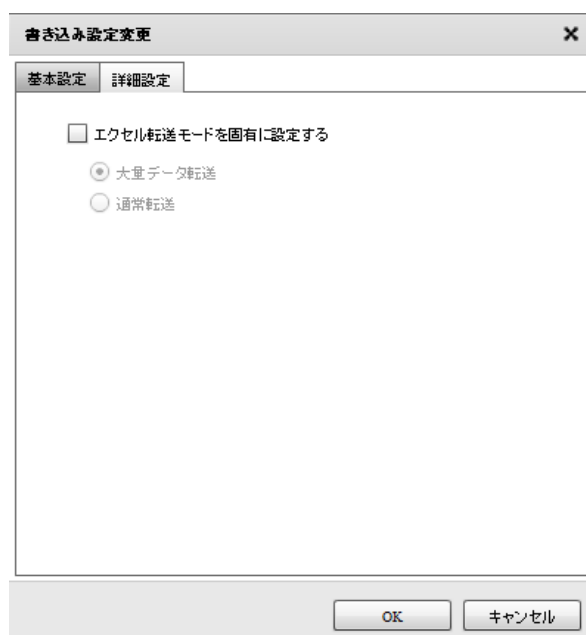 書き込み設定変更
基本設定 詳細設定
エクセル転送モードを固有に設定する
大量データ転送
通常転送
OK キャンセル